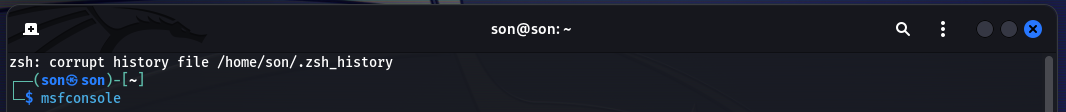 son@son: ~
zsh: corrupt history file /home/son/.zsh_history
┌──(son㉿son)-[~]
└─$ msfconsole